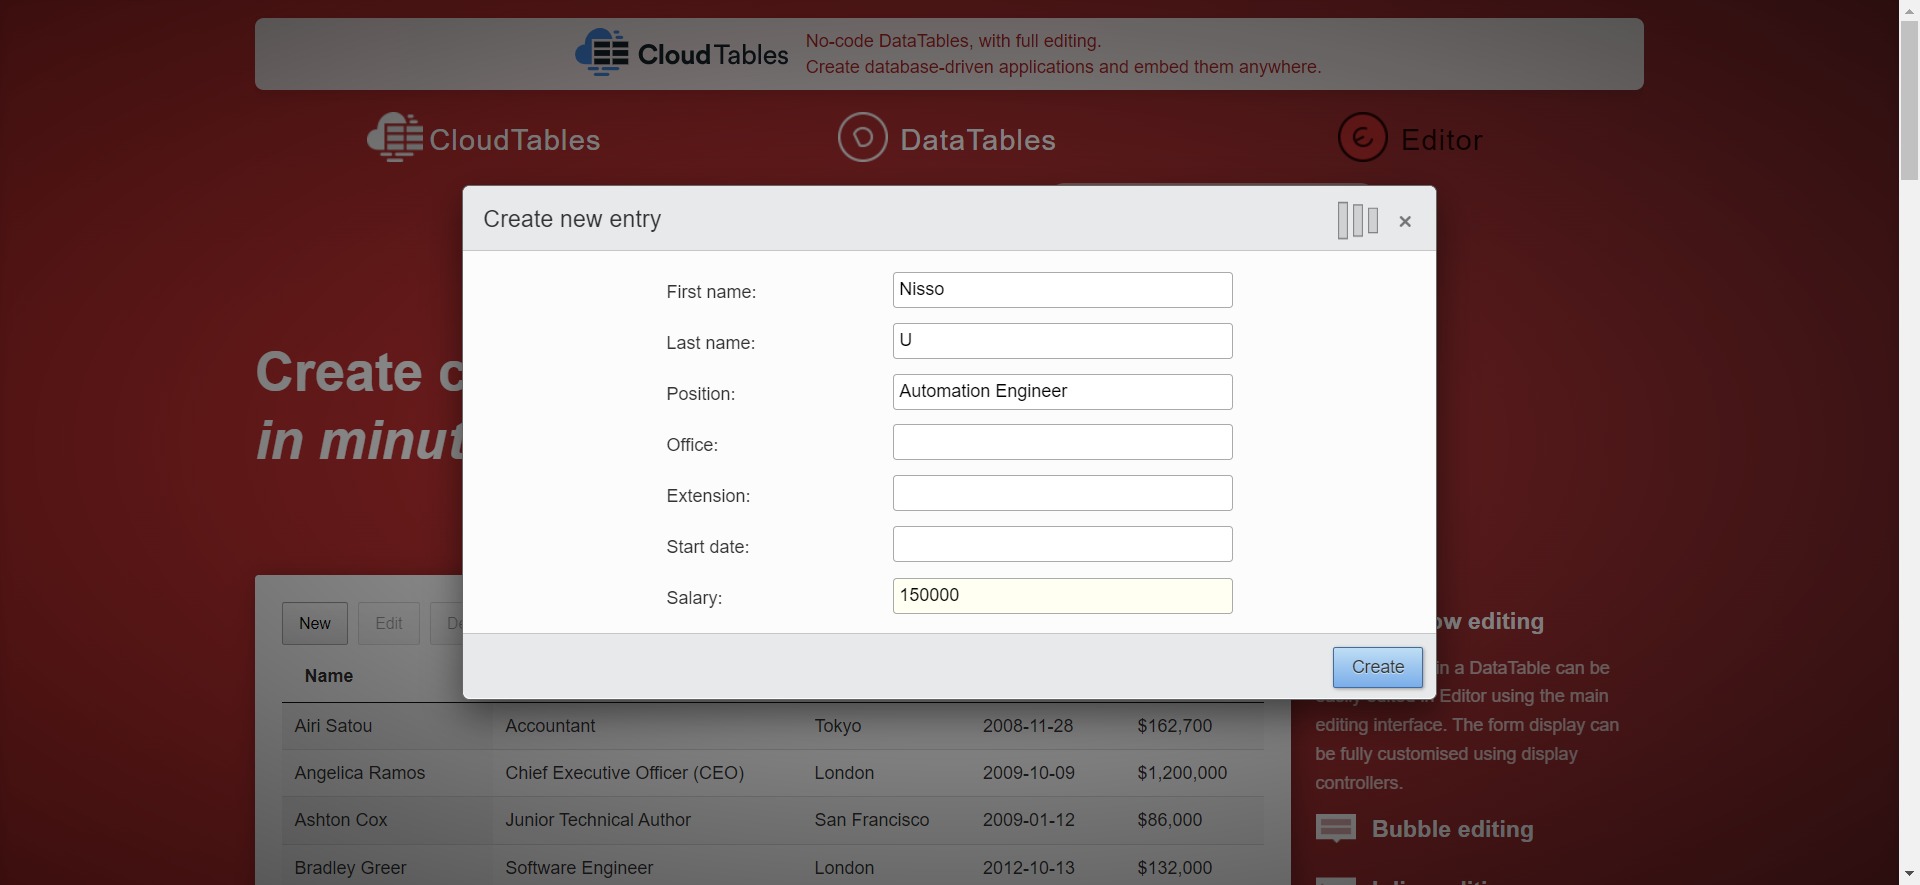 CloudTables
No-code DataTables, with full editing.
Create database-driven applications and embed them anywhere.
CloudTables
DataTables
Editor
Create new entry
×
First name: Nisso
Last name: U
Position: Automation Engineer
Office:
Extension:
Start date:
Salary: 150000
Create
Create c
in minut
New Edit De
Name
Airi Satou Accountant Tokyo 2008-11-28 $162,700
Angelica Ramos Chief Executive Officer (CEO) London 2009-10-09 $1,200,000
Ashton Cox Junior Technical Author San Francisco 2009-01-12 $86,000
Bradley Greer Software Engineer London 2012-10-13 $132,000
ow editing
in a DataTable can be
Editor using the main
editing interface. The form display can
be fully customised using display
controllers.
Bubble editing